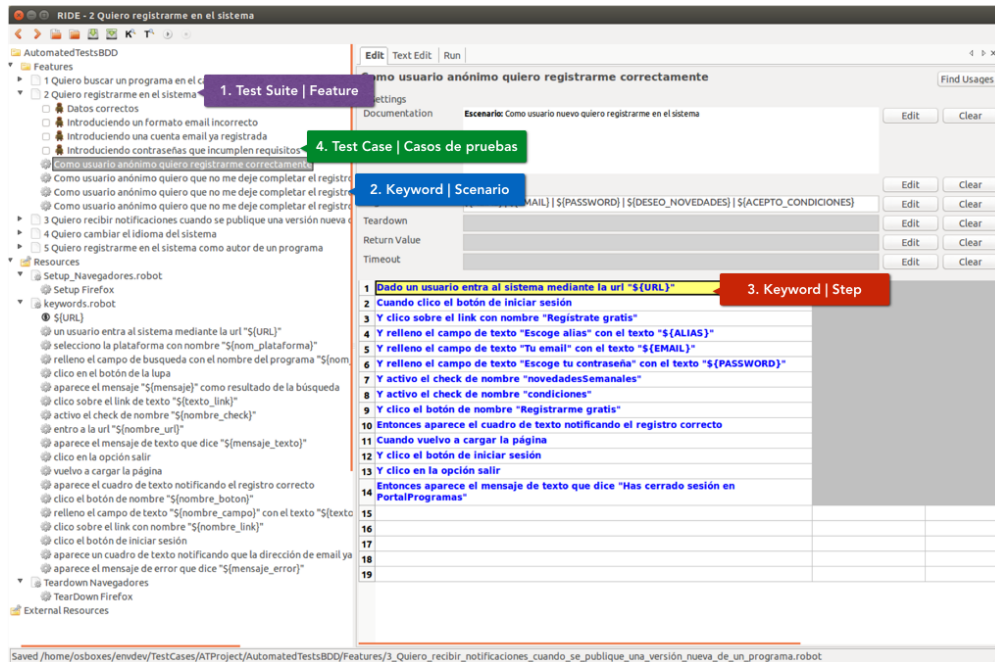 RIDE - 2 Quiero registrarme en el sistema
AutomatedTestsBDD
Features
1 Quiero buscar un programa en el
2 Quiero registrarme en el sistema
Datos correctos
Introduciendo un formato email incorrecto
Introduciendo una cuenta email ya registrada
Introduciendo contraseñas que incumplen requisitos
Como usuario anónimo quiero registrarme correctamente
Como usuario anónimo quiero que no me deje completar el registro
Como usuario anónimo quiero que no me deje completar el
Como usuario anónimo quiero que no me deje completar el registro
3 Quiero recibir notificaciones cuando se publique una versión nueva
4 Quiero cambiar el idioma del sistema
5 Quiero registrarme en el sistema como autor de un programa
Resources
Setup_Navegadores.robot
Setup Firefox
keywords.robot
${URL}
un usuario entra al sistema mediante la url "${URL}"
selecciono la plataforma con nombre "${nom_plataforma}"
relleno el campo de busqueda con el nombre del programa "${nom_
clico en el botón de la lupa
aparece el mensaje "${mensaje}" como resultado de la búsqueda
clico sobre el link de texto "${texto_link}"
activo el check de nombre "${nombre_check}"
entro a la url "${nombre_url}"
aparece el mensaje de texto que dice "${mensaje_texto}"
clico en la opción salir
vuelvo a cargar la página
aparece el cuadro de texto notificando el registro correcto
clico el botón de nombre "${nombre_boton}"
relleno el campo de texto "${nombre_campo}" con el texto "${texto
clico sobre el link con nombre "${nombre_link}"
clico el botón de iniciar sesión
aparece un cuadro de texto notificando que la dirección de email ya
aparece el mensaje de error que dice "${mensaje_error}"
Teardown Navegadores
TearDown Firefox
External Resources
1. Test Suite | Feature
4. Test Case | Casos de pruebas
2. Keyword | Scenario
3. Keyword | Step
Edit Text Edit Run
Como usuario anónimo quiero registrarme correctamente
Find Usages
Settings
Documentation
Escenario: Como usuario nuevo quiero registrarme en el sistema
Edit Clear
Edit Clear
${EMAIL} | ${PASSWORD} | ${DESEO_NOVEDADES} | ${ACEPTO_CONDICIONES}
Edit Clear
Teardown
Edit Clear
Return Value
Edit Clear
Timeout
Edit Clear
1 Dado un usuario entra al sistema mediante la url "${URL}"
2 Cuando clico el botón de iniciar sesión
3 Y clico sobre el link con nombre "Regístrate gratis"
4 Y relleno el campo de texto "Escoge alias" con el texto "${ALIAS}"
5 Y relleno el campo de texto "Tu email" con el texto "${EMAIL}"
6 Y relleno el campo de texto "Escoge tu contraseña" con el texto "${PASSWORD}"
7 Y activo el check de nombre "novedadesSemanales"
8 Y activo el check de nombre "condiciones"
9 Y clico el botón de nombre "Registrarme gratis"
10 Entonces aparece el cuadro de texto notificando el registro correcto
11 Cuando vuelvo a cargar la página
12 Y clico el botón de iniciar sesión
13 Y clico en la opción salir
14 Entonces aparece el mensaje de texto que dice "Has cerrado sesión en
PortalProgramas"
15
16
17
18
19
Saved /home/osboxes/envdev/TestCases/ATProject/AutomatedTestsBDD/Features/3_Quiero_recibir_notificaciones_cuando_se_publique_una_versión_nueva_de_un_programa.robot